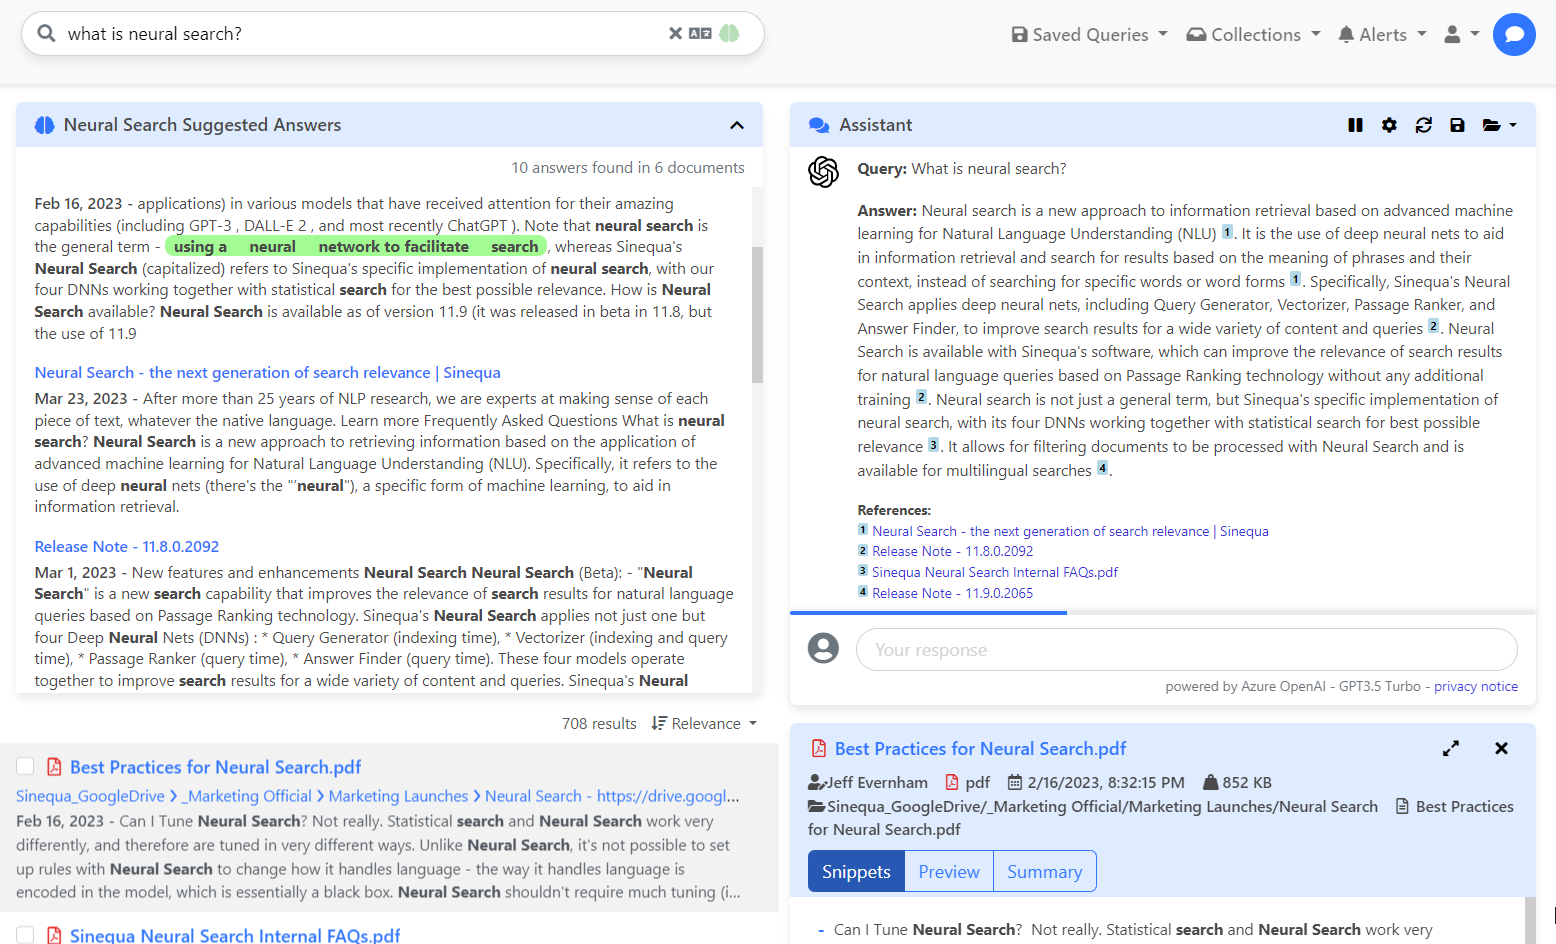 what is neural search?
Saved Queries
Collections
Alerts
Neural Search Suggested Answers
10 answers found in 6 documents
Feb 16, 2023 - applications) in various models that have received attention for their amazing
capabilities (including GPT-3 , DALL-E 2 , and most recently ChatGPT ). Note that neural search is
the general term - using a neural network to facilitate search , whereas Sinequa's
Neural Search (capitalized) refers to Sinequa's specific implementation of neural search, with our
four DNNs working together with statistical search for the best possible relevance. How is Neural
Search available? Neural Search is available as of version 11.9 (it was released in beta in 11.8, but
the use of 11.9
Neural Search - the next generation of search relevance | Sinequa
Mar 23, 2023 - After more than 25 years of NLP research, we are experts at making sense of each
piece of text, whatever the native language. Learn more Frequently Asked Questions What is neural
search? Neural Search is a new approach to retrieving information based on the application of
advanced machine learning for Natural Language Understanding (NLU). Specifically, it refers to the
use of deep neural nets (there's the "'neural"), a specific form of machine learning, to aid in
information retrieval.
Release Note - 11.8.0.2092
Mar 1, 2023 - New features and enhancements Neural Search Neural Search (Beta): - "Neural
Search" is a new search capability that improves the relevance of search results for natural language
queries based on Passage Ranking technology. Sinequa's Neural Search applies not just one but
four Deep Neural Nets (DNNs) : * Query Generator (indexing time), * Vectorizer (indexing and query
time), * Passage Ranker (query time), * Answer Finder (query time). These four models operate
together to improve search results for a wide variety of content and queries. Sinequa's Neural
708 results
Relevance
Best Practices for Neural Search.pdf
Sinequa_GoogleDrive > _Marketing Official > Marketing Launches > Neural Search - https://drive.googl...
Feb 16, 2023 - Can I Tune Neural Search? Not really. Statistical search and Neural Search work very
differently, and therefore are tuned in very different ways. Unlike Neural Search, it's not possible to set
up rules with Neural Search to change how it handles language - the way it handles language is
encoded in the model, which is essentially a black box. Neural Search shouldn't require much tuning (i...
Sinequa Neural Search Internal FAQs.pdf
Assistant
Query: What is neural search?
Answer: Neural search is a new approach to information retrieval based on advanced machine
learning for Natural Language Understanding (NLU) 1. It is the use of deep neural nets to aid
in information retrieval and search for results based on the meaning of phrases and their
context, instead of searching for specific words or word forms 1. Specifically, Sinequa's Neural
Search applies deep neural nets, including Query Generator, Vectorizer, Passage Ranker, and
Answer Finder, to improve search results for a wide variety of content and queries 2. Neural
Search is available with Sinequa's software, which can improve the relevance of search results
for natural language queries based on Passage Ranking technology without any additional
training 2. Neural search is not just a general term, but Sinequa's specific implementation of
neural search, with its four DNNs working together with statistical search for best possible
relevance 3. It allows for filtering documents to be processed with Neural Search and is
available for multilingual searches 4.
References:
1 Neural Search - the next generation of search relevance | Sinequa
2 Release Note - 11.8.0.2092
3 Sinequa Neural Search Internal FAQs.pdf
4 Release Note - 11.9.0.2065
Your response
powered by Azure OpenAI - GPT3.5 Turbo - privacy notice
Best Practices for Neural Search.pdf
Jeff Evernham pdf 2/16/2023, 8:32:15 PM 852 KB
Sinequa_GoogleDrive/_Marketing Official/Marketing Launches/Neural Search Best Practices
for Neural Search.pdf
Snippets Preview Summary
- Can I Tune Neural Search? Not really. Statistical search and Neural Search work very